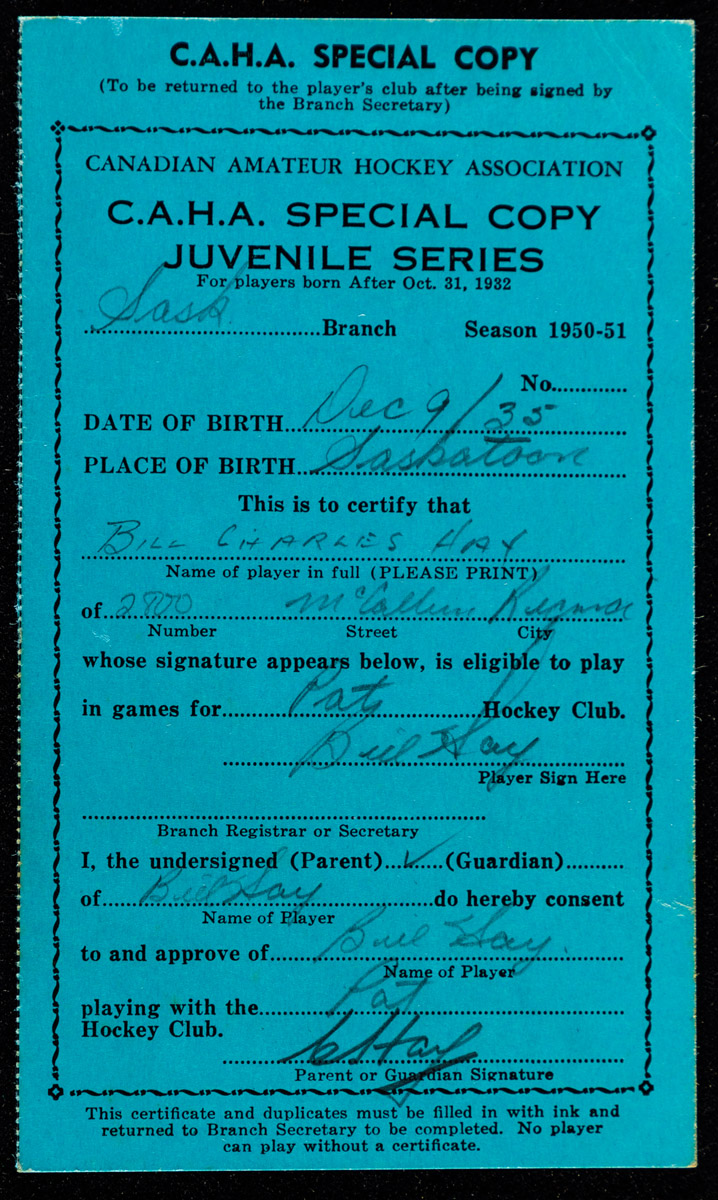 C.A.H.A. SPECIAL COPY
(To be returned to the player's club after being signed by
the Branch Secretary)
CANADIAN AMATEUR HOCKEY ASSOCIATION
C.A.H.A. SPECIAL COPY
JUVENILE SERIES
For players born After Oct. 31, 1932
Sask. Branch Season 1950-51
No.
DATE OF BIRTH Dec 9/35
PLACE OF BIRTH Saskatoon
This is to certify that
BILL CHARLES HAY
Name of player in full (PLEASE PRINT)
of 2800 McCallum Regina
Number Street City
whose signature appears below, is eligible to play
in games for Pats Hockey Club.
Bill Hay
Player Sign Here
Branch Registrar or Secretary
I, the undersigned (Parent) ✓ (Guardian)
of Bill Hay do hereby consent
Name of Player
to and approve of Bill Hay.
Name of Player
playing with the Pat
Hockey Club.
Hay
Parent or Guardian Signature
This certificate and duplicates must be filled in with ink and
returned to Branch Secretary to be completed. No player
can play without a certificate.